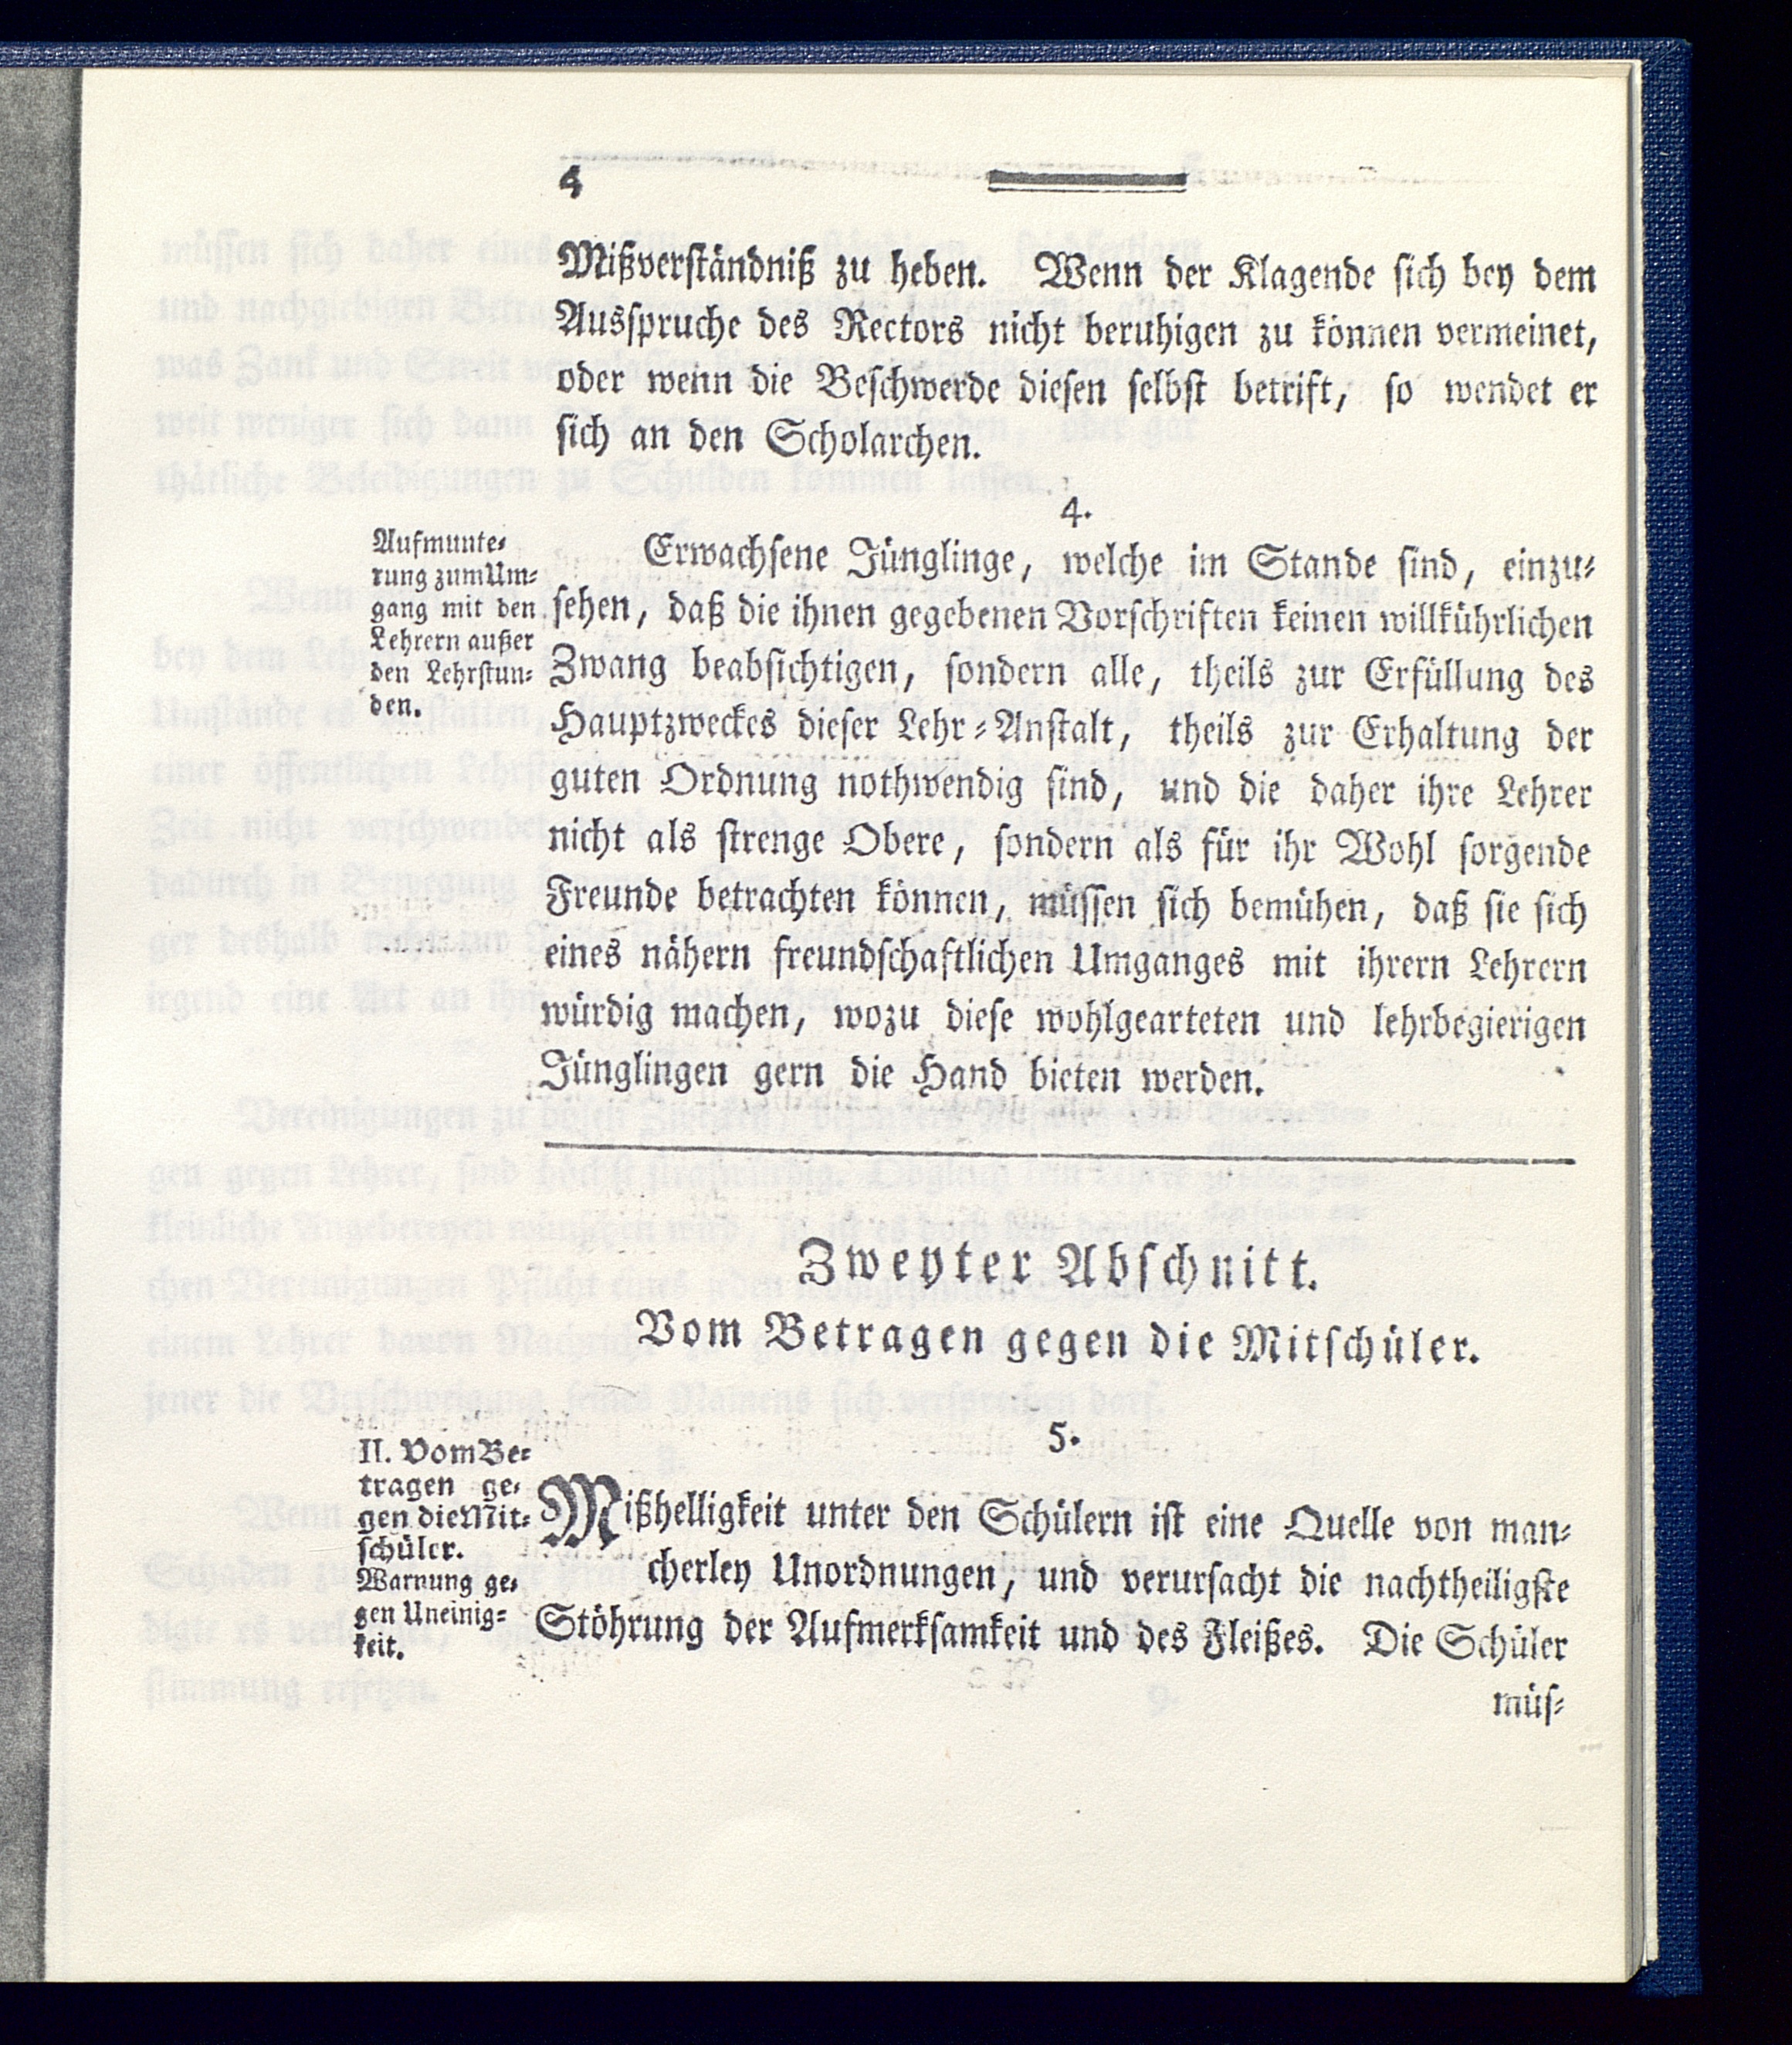 4
Mißverständniß zu heben. Wenn der Klagende sich bey dem
Ausspruche des Rectors nicht beruhigen zu können vermeinet,
oder wenn die Beschwerde diesen selbst betrift, so wendet er
sich an den Scholarchen.
4.
Aufmunte-
rung zum Um-
gang mit den
Lehrern außer
den Lehrstun-
den.
Erwachsene Jünglinge, welche im Stande sind, einzu-
sehen, daß die ihnen gegebenen Vorschriften keinen willkührlichen
Zwang beabsichtigen, sondern alle, theils zur Erfüllung des
Hauptzweckes dieser Lehr-Anstalt, theils zur Erhaltung der
guten Ordnung nothwendig sind, und die daher ihre Lehrer
nicht als strenge Obere, sondern als für ihr Wohl sorgende
Freunde betrachten können, müssen sich bemühen, daß sie sich
eines nähern freundschaftlichen Umganges mit ihrern Lehrern
würdig machen, wozu diese wohlgearteten und lehrbegierigen
Jünglingen gern die Hand bieten werden.
Zweyter Abschnitt.
Vom Betragen gegen die Mitschüler.
5.
II. Vom Be-
tragen ge-
gen die Mit-
schüler.
Warnung ge-
gen Uneinig-
keit.
Mißhelligkeit unter den Schülern ist eine Quelle von man-
cherley Unordnungen, und verursacht die nachtheiligste
Stöhrung der Aufmerksamkeit und des Fleißes. Die Schüler
müs-